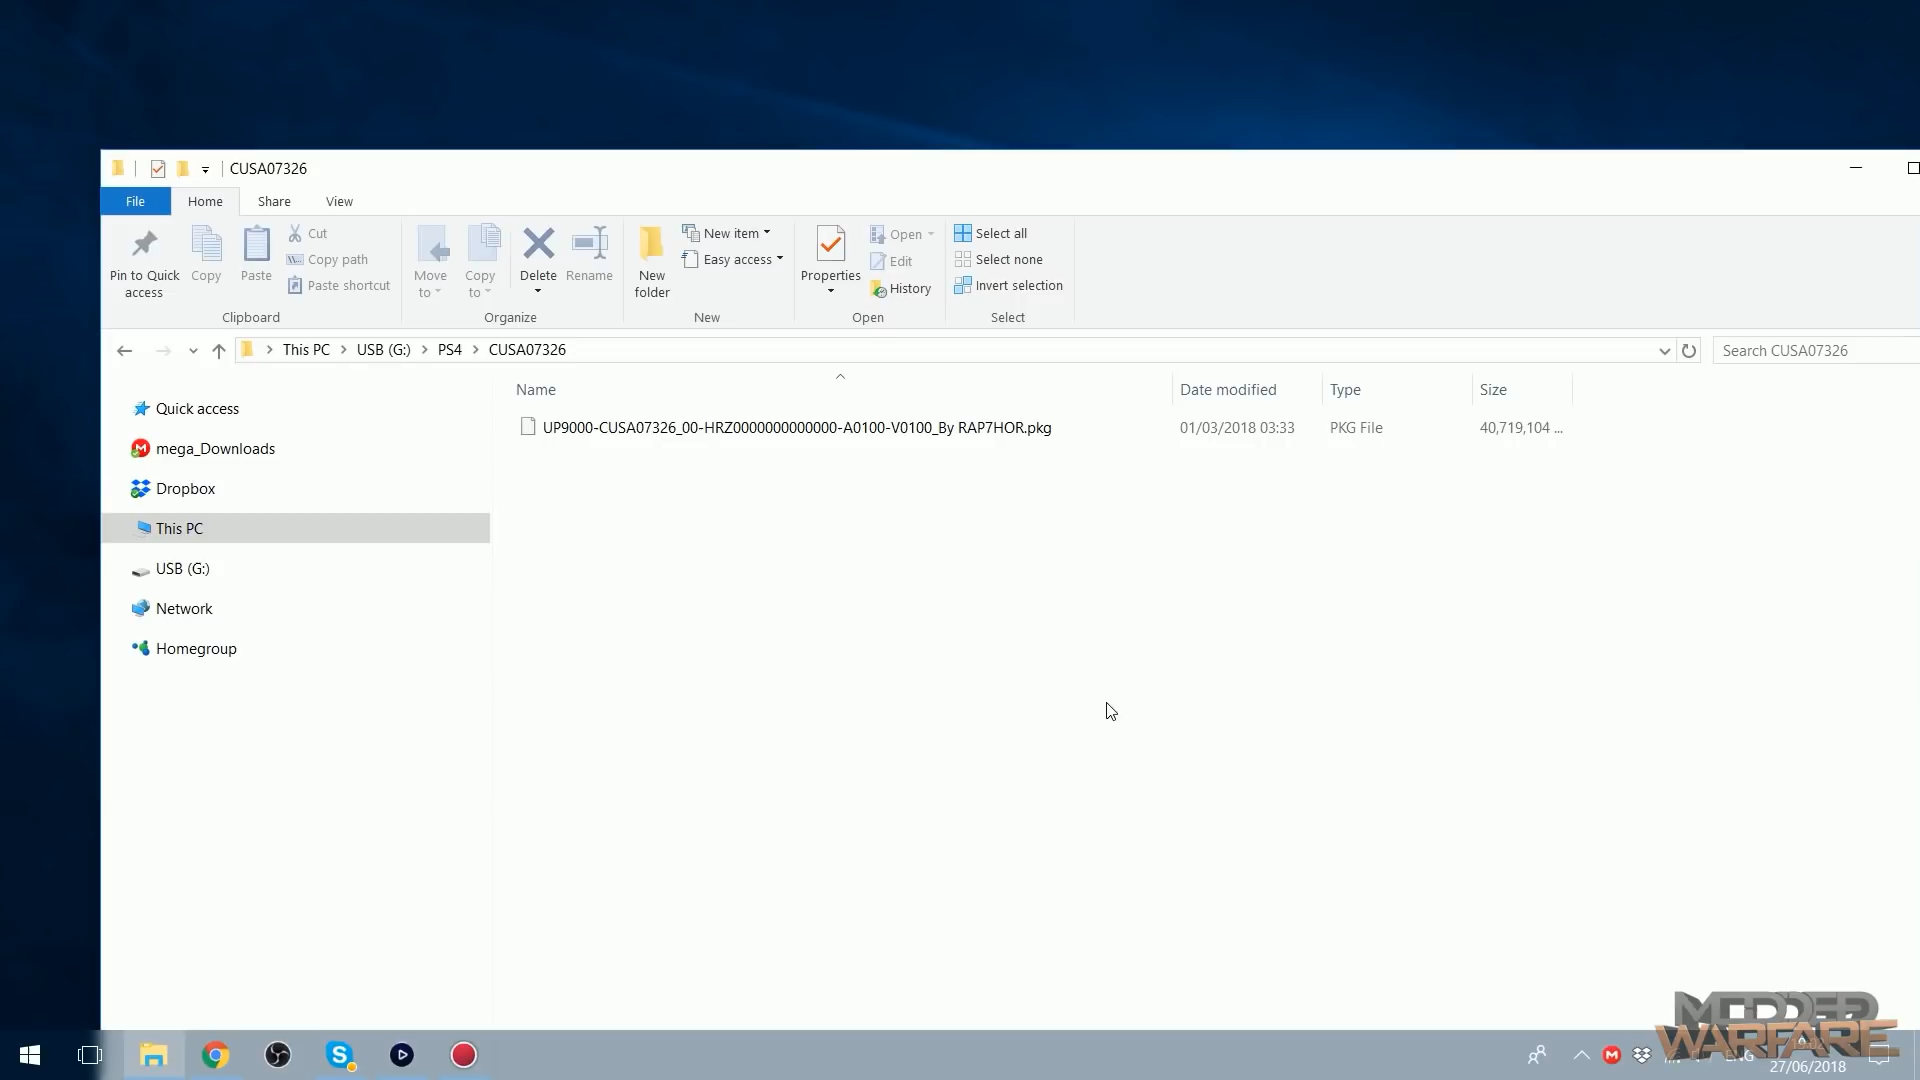 CUSA07326
File Home Share View
Pin to Quick access
Copy
Paste
Cut
Copy path
Paste shortcut
Clipboard
Move to
Copy to
Delete
Rename
Organize
New folder
New item
Easy access
New
Properties
Open
Edit
History
Open
Select all
Select none
Invert selection
Select
This PC > USB (G:) > PS4 > CUSA07326
Search CUSA07326
Name Date modified Type Size
UP9000-CUSA07326_00-HRZ0000000000000-A0100-V0100_By RAP7HOR.pkg 01/03/2018 03:33 PKG File 40,719,104 ...
Quick access
mega_Downloads
Dropbox
This PC
USB (G:)
Network
Homegroup
MODDED
WARFARE
ENG
27/06/2018